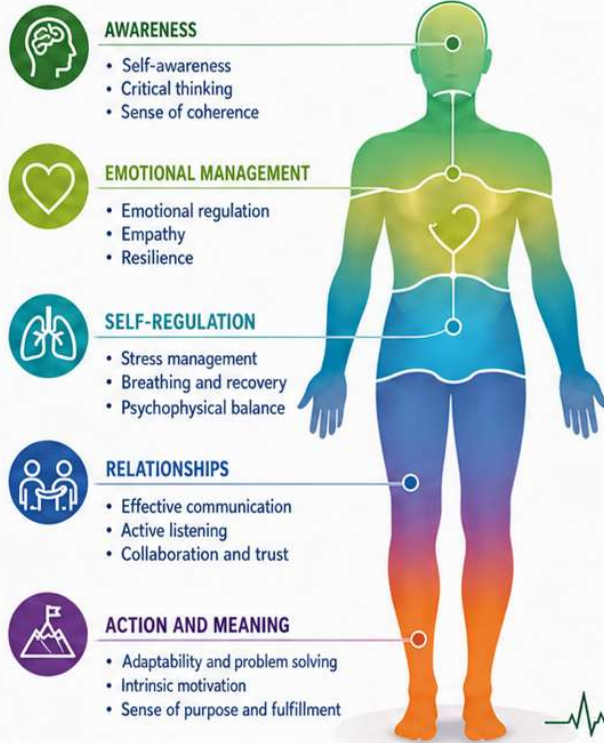 AWARENESS
• Self-awareness
• Critical thinking
• Sense of coherence
EMOTIONAL MANAGEMENT
• Emotional regulation
• Empathy
• Resilience
SELF-REGULATION
• Stress management
• Breathing and recovery
• Psychophysical balance
RELATIONSHIPS
• Effective communication
• Active listening
• Collaboration and trust
ACTION AND MEANING
• Adaptability and problem solving
• Intrinsic motivation
• Sense of purpose and fulfillment